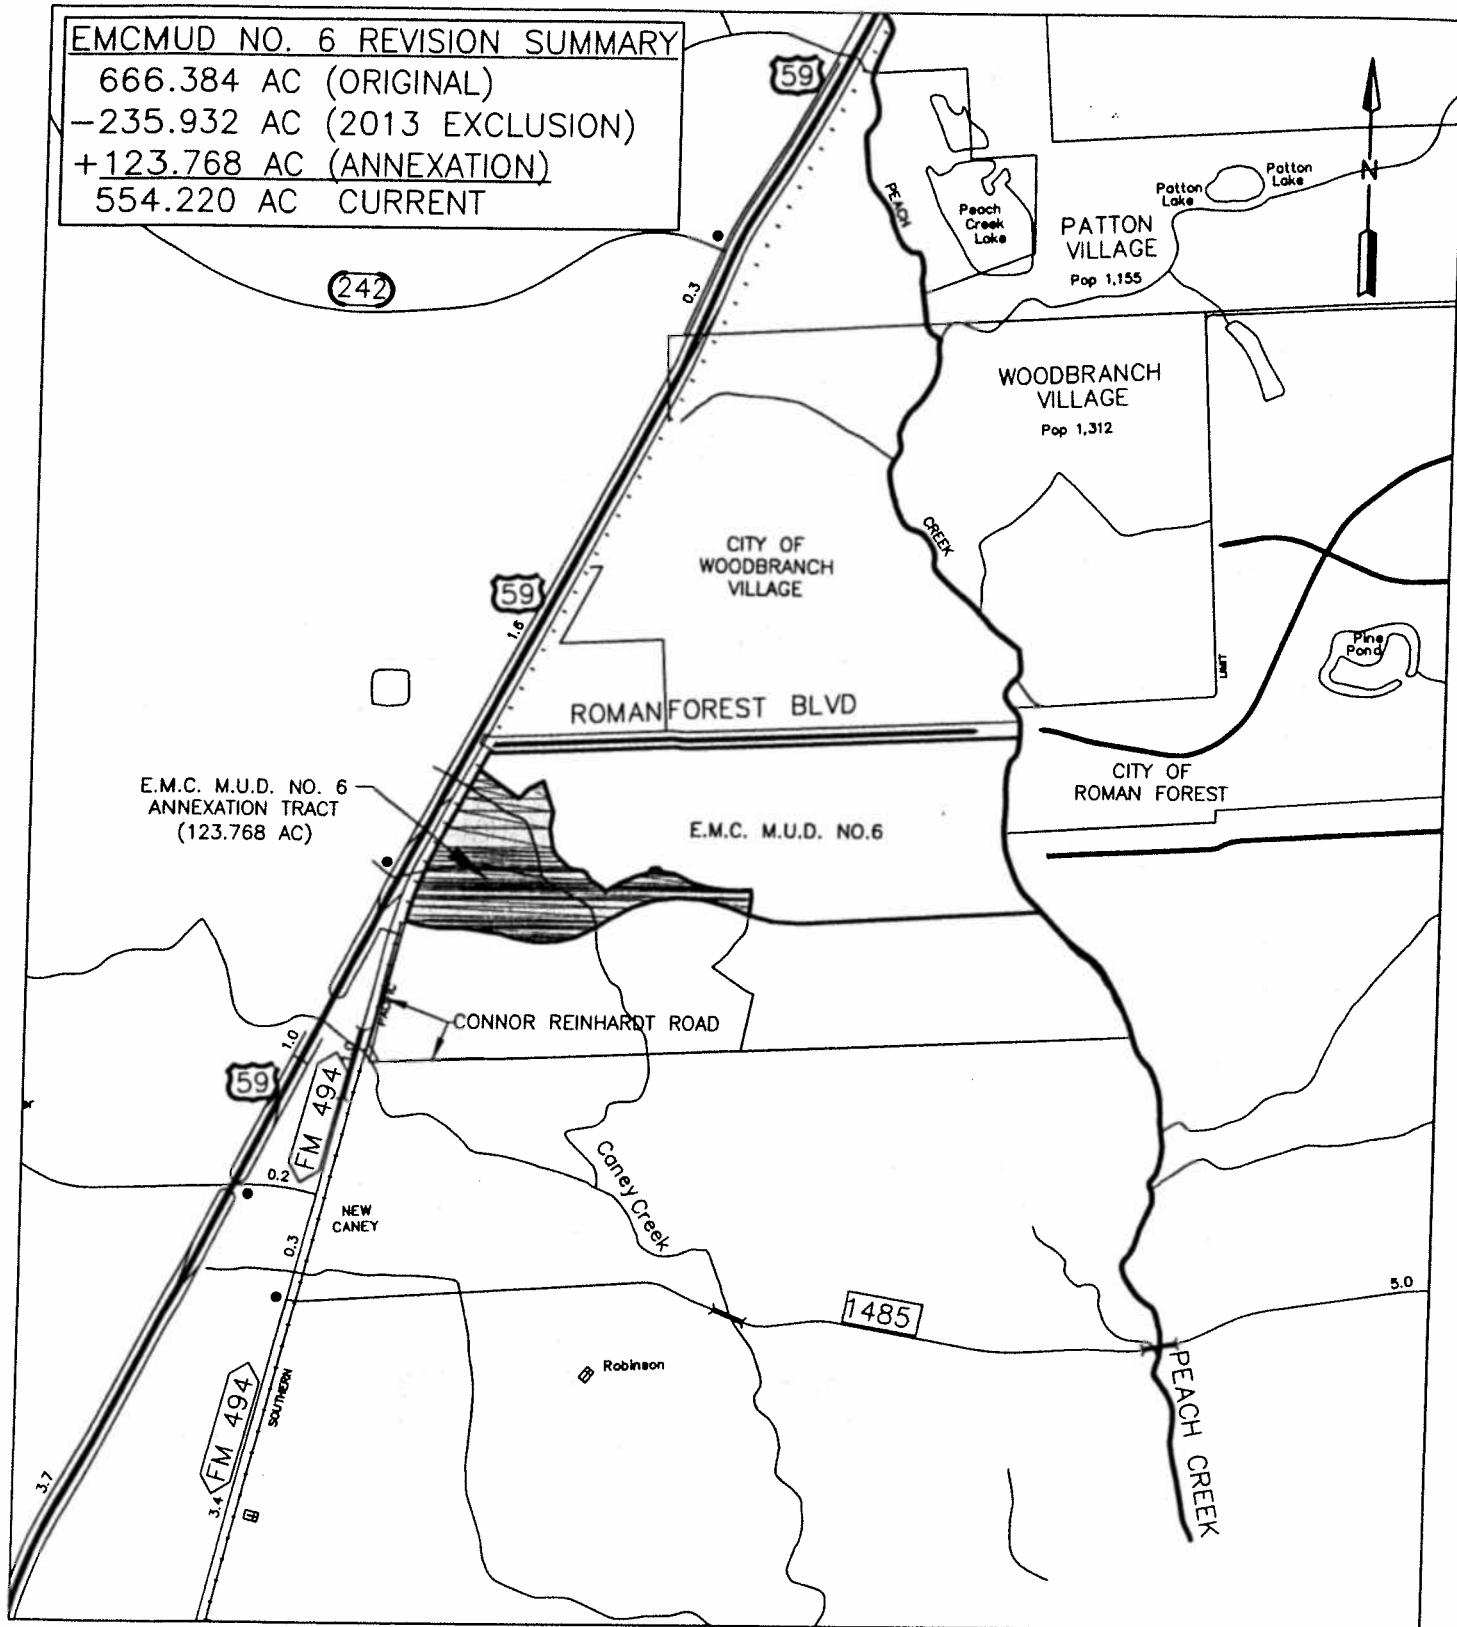 EMCMUD NO. 6 REVISION SUMMARY
666.384 AC (ORIGINAL)
-235.932 AC (2013 EXCLUSION)
+123.768 AC (ANNEXATION)
554.220 AC CURRENT
59
N
Patton
Lake
Patton
Lake
Peach
Creek
Lake
PEACH
PATTON
VILLAGE
Pop 1,155
242
0.3
WOODBRANCH
VILLAGE
Pop 1,312
CREEK
CITY OF
WOODBRANCH
VILLAGE
59
1.6
Pine
Pond
LIMIT
ROMAN FOREST BLVD
CITY OF
ROMAN FOREST
E.M.C. M.U.D. NO. 6
ANNEXATION TRACT
(123.768 AC)
E.M.C. M.U.D. NO.6
PACIFIC
CONNOR REINHARDT ROAD
1.0
59
FM 494
0.2
NEW
CANEY
Caney Creek
0.3
5.0
1485
Robinson
PEACH CREEK
FM 494
SOUTHERN
3.7
3.4